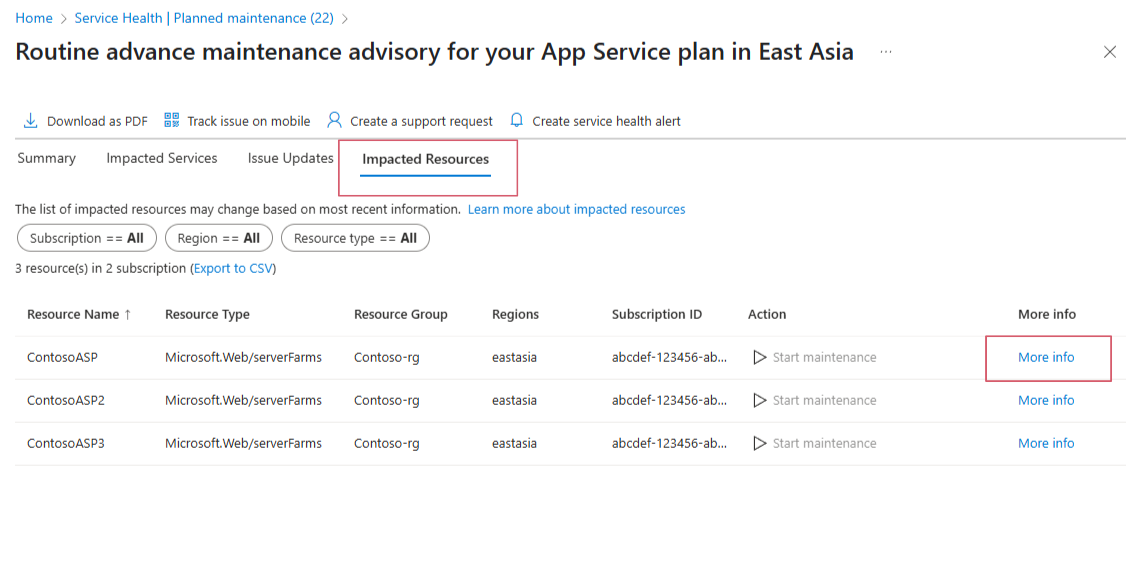 Home > Service Health | Planned maintenance (22) >
Routine advance maintenance advisory for your App Service plan in East Asia ...
Download as PDF Track issue on mobile Create a support request Create service health alert
Summary Impacted Services Issue Updates Impacted Resources
The list of impacted resources may change based on most recent information. Learn more about impacted resources
Subscription == All Region == All Resource type == All
3 resource(s) in 2 subscription (Export to CSV)
Resource Name ↑ Resource Type Resource Group Regions Subscription ID Action More info
ContosoASP Microsoft.Web/serverFarms Contoso-rg eastasia abcdef-123456-ab... Start maintenance More info
ContosoASP2 Microsoft.Web/serverFarms Contoso-rg eastasia abcdef-123456-ab... Start maintenance More info
ContosoASP3 Microsoft.Web/serverFarms Contoso-rg eastasia abcdef-123456-ab... Start maintenance More info